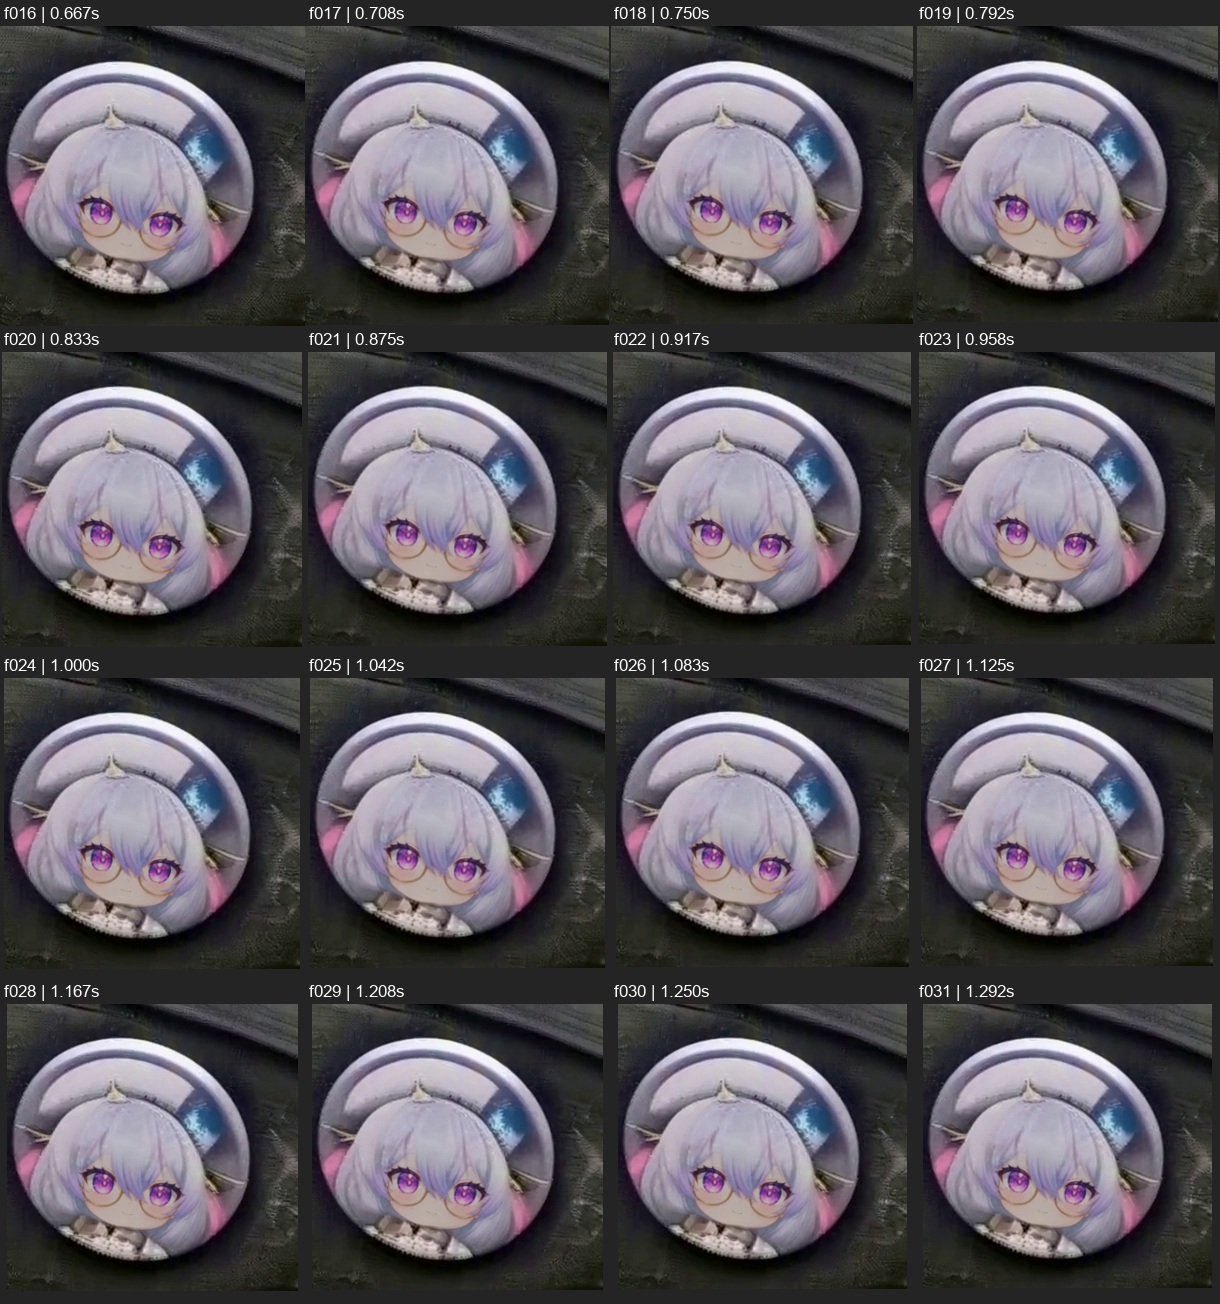 f016 | 0.667s
f017 | 0.708s
f018 | 0.750s
f019 | 0.792s
f020 | 0.833s
f021 | 0.875s
f022 | 0.917s
f023 | 0.958s
f024 | 1.000s
f025 | 1.042s
f026 | 1.083s
f027 | 1.125s
f028 | 1.167s
f029 | 1.208s
f030 | 1.250s
f031 | 1.292s